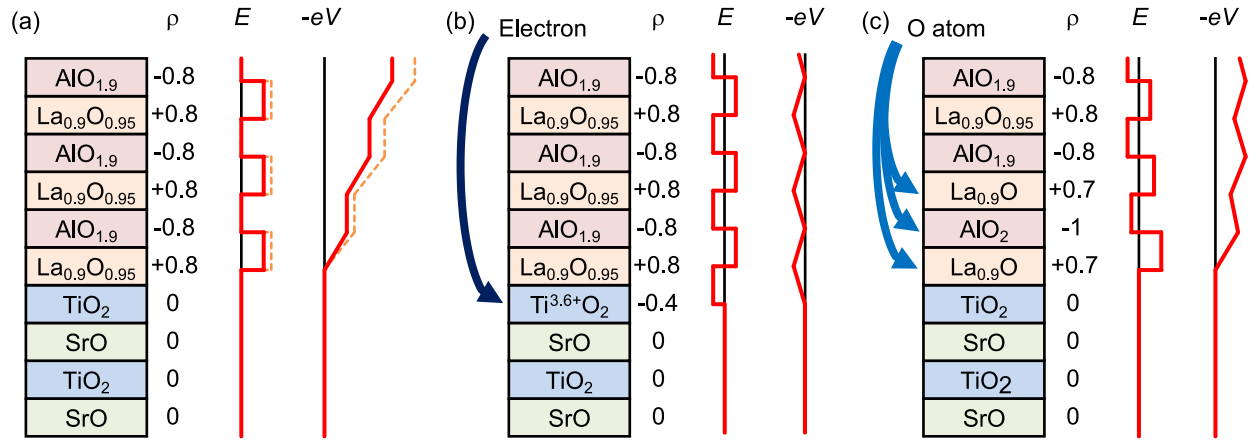 (a) ρ E -eV
AlO1.9 -0.8
La0.9O0.95 +0.8
AlO1.9 -0.8
La0.9O0.95 +0.8
AlO1.9 -0.8
La0.9O0.95 +0.8
TiO2 0
SrO 0
TiO2 0
SrO 0
(b) Electron ρ E -eV
AlO1.9 -0.8
La0.9O0.95 +0.8
AlO1.9 -0.8
La0.9O0.95 +0.8
AlO1.9 -0.8
La0.9O0.95 +0.8
Ti3.6+O2 -0.4
SrO 0
TiO2 0
SrO 0
(c) O atom ρ E -eV
AlO1.9 -0.8
La0.9O0.95 +0.8
AlO1.9 -0.8
La0.9O +0.7
AlO2 -1
La0.9O +0.7
TiO2 0
SrO 0
TiO2 0
SrO 0